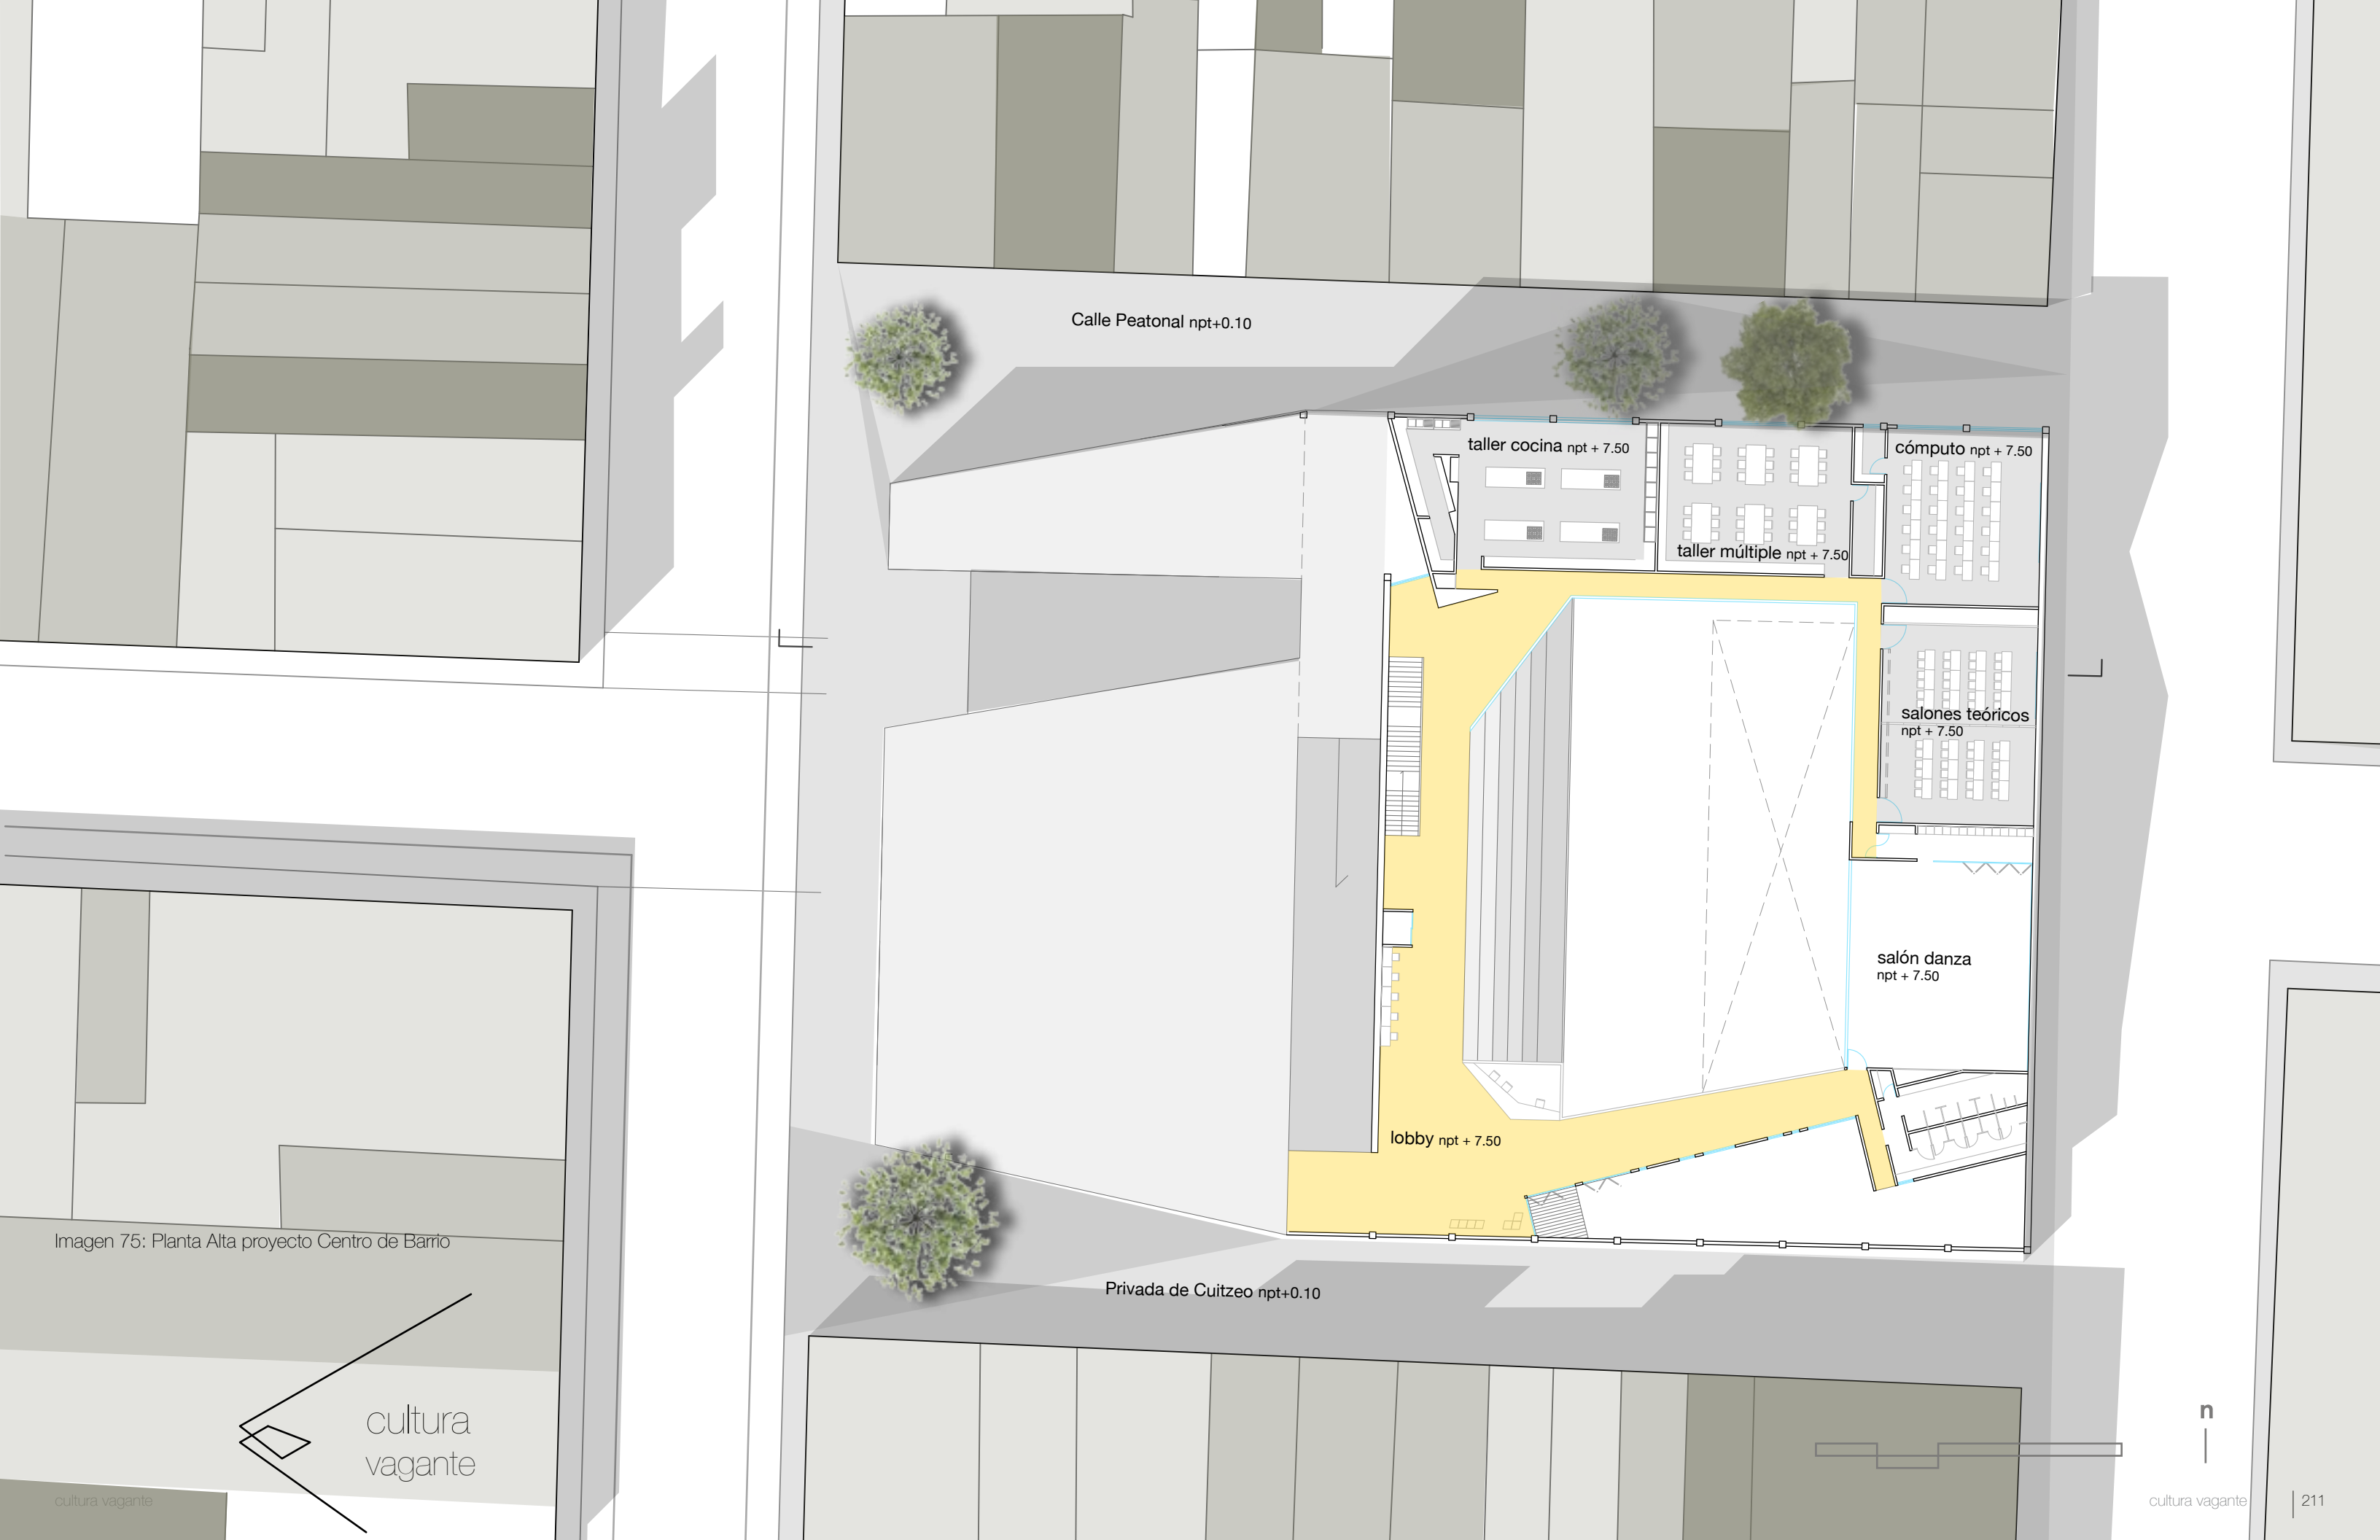 Calle Peatonal npt+0.10
taller cocina npt + 7.50
cómputo npt + 7.50
taller múltiple npt + 7.50
salones teóricos
npt + 7.50
salón danza
npt + 7.50
lobby npt + 7.50
Imagen 75: Planta Alta proyecto Centro de Barrio
Privada de Cuitzeo npt+0.10
cultura
vagante
n
cultura vagante
cultura vagante
211